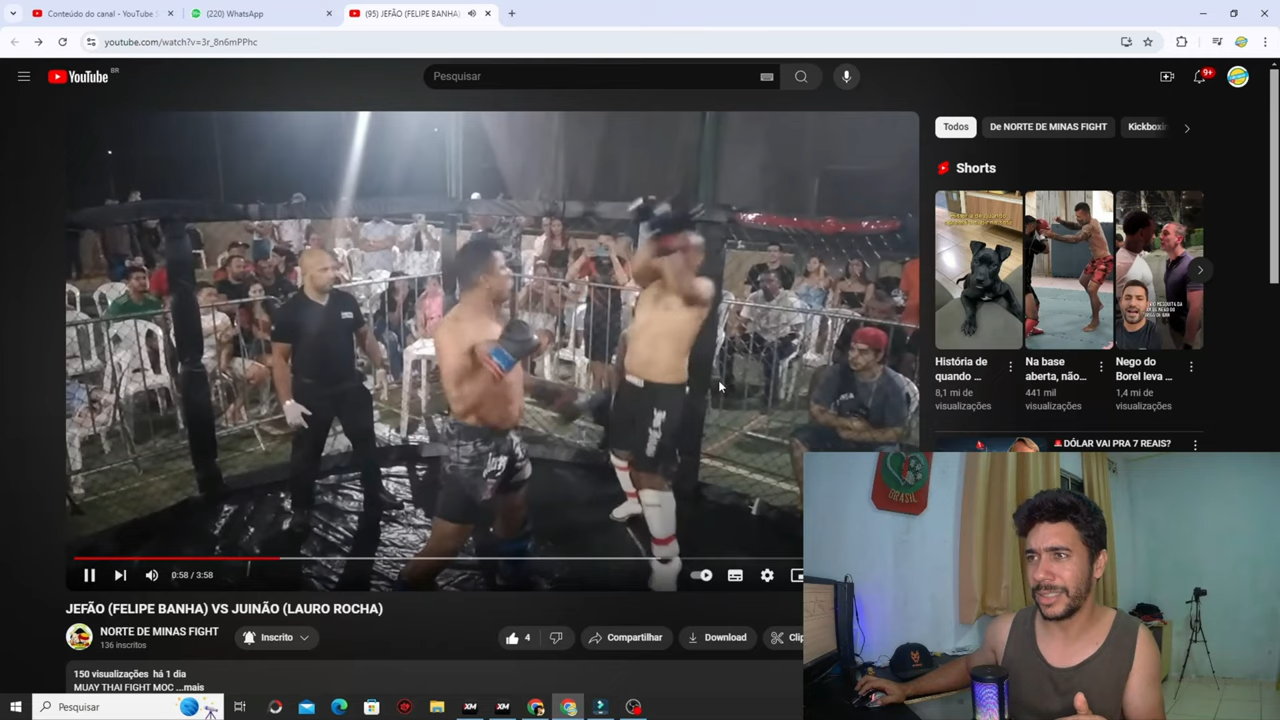 Conteúdo do canal - YouTube S
(220) WhatsApp
(95) JEFÃO (FELIPE BANHA)
youtube.com/watch?v=3r_8n6mPPhc
YouTube BR
Pesquisar
9+
Todos
De NORTE DE MINAS FIGHT
Kickboxin
Shorts
História de
quando ...
8,1 mi de
visualizações
Na base
aberta, não...
441 mil
visualizações
Nego do
Borel leva ...
1,4 mi de
visualizações
DÓLAR VAI PRA 7 REAIS?
BRASIL
0:58 / 3:58
JEFÃO (FELIPE BANHA) VS JUINÃO (LAURO ROCHA)
NORTE DE MINAS FIGHT
136 inscritos
Inscrito
4
Compartilhar
Download
Clip
150 visualizações há 1 dia
MUAY THAI FIGHT MOC ...mais
Pesquisar
XM
XM